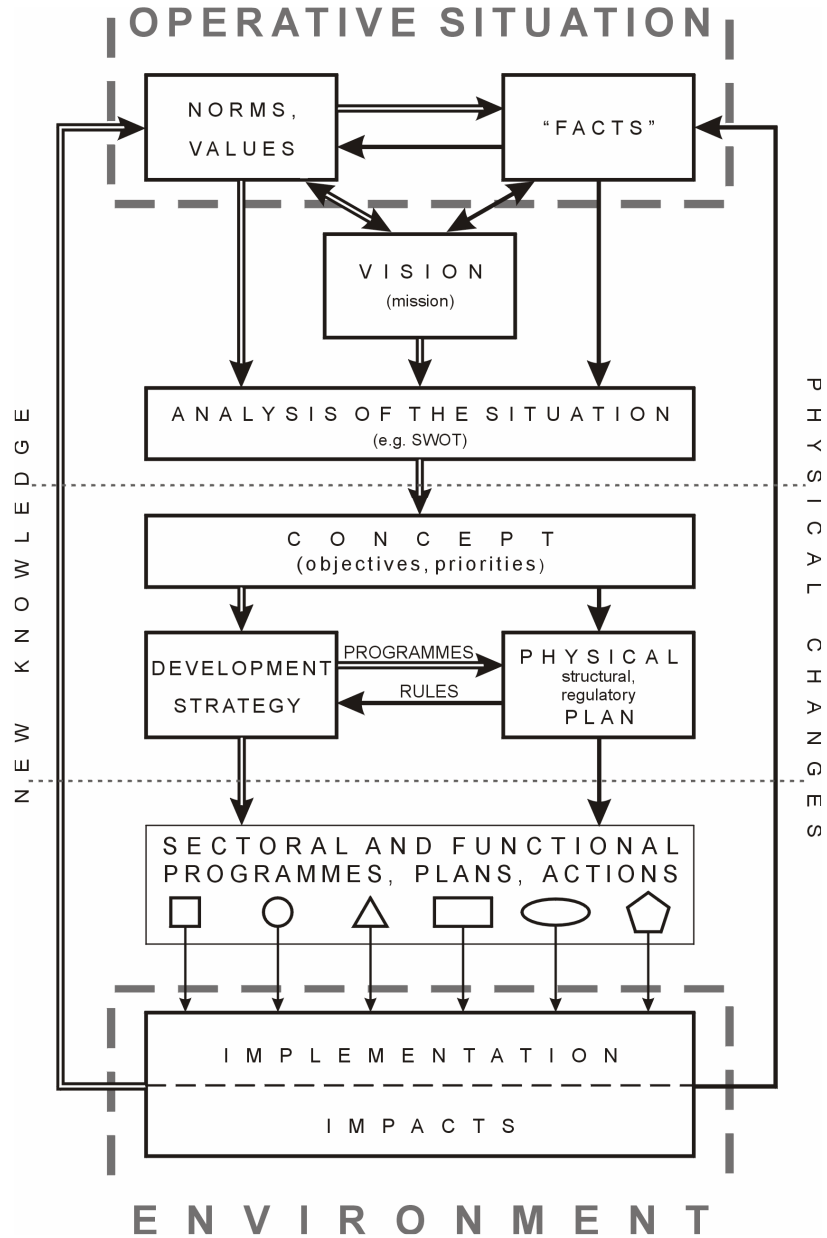 OPERATIVE SITUATION
NORMS,
VALUES
“FACTS”
VISION
(mission)
ANALYSIS OF THE SITUATION
(e.g. SWOT)
CONCEPT
(objectives, priorities)
DEVELOPMENT
STRATEGY
PROGRAMMES
RULES
PHYSICAL
structural,
regulatory
PLAN
SECTORAL AND FUNCTIONAL
PROGRAMMES, PLANS, ACTIONS
IMPLEMENTATION
IMPACTS
ENVIRONMENT
NEW KNOWLEDGE
PHYSICAL CHANGES